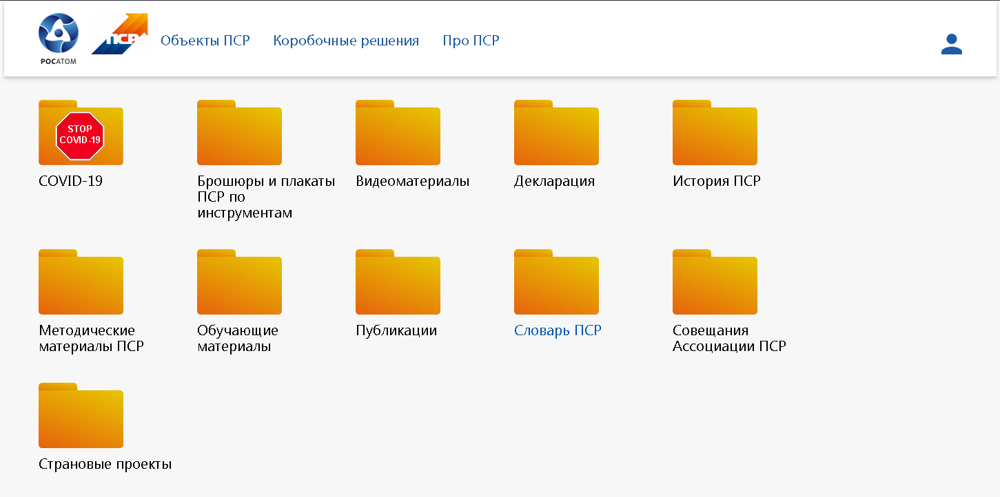 РОСАТОМ
ПСР
Объекты ПСР
Коробочные решения
Про ПСР
STOP
COVID-19
COVID-19
Брошюры и плакаты
ПСР по
инструментам
Видеоматериалы
Декларация
История ПСР
Методические
материалы ПСР
Обучающие
материалы
Публикации
Словарь ПСР
Совещания
Ассоциации ПСР
Страновые проекты